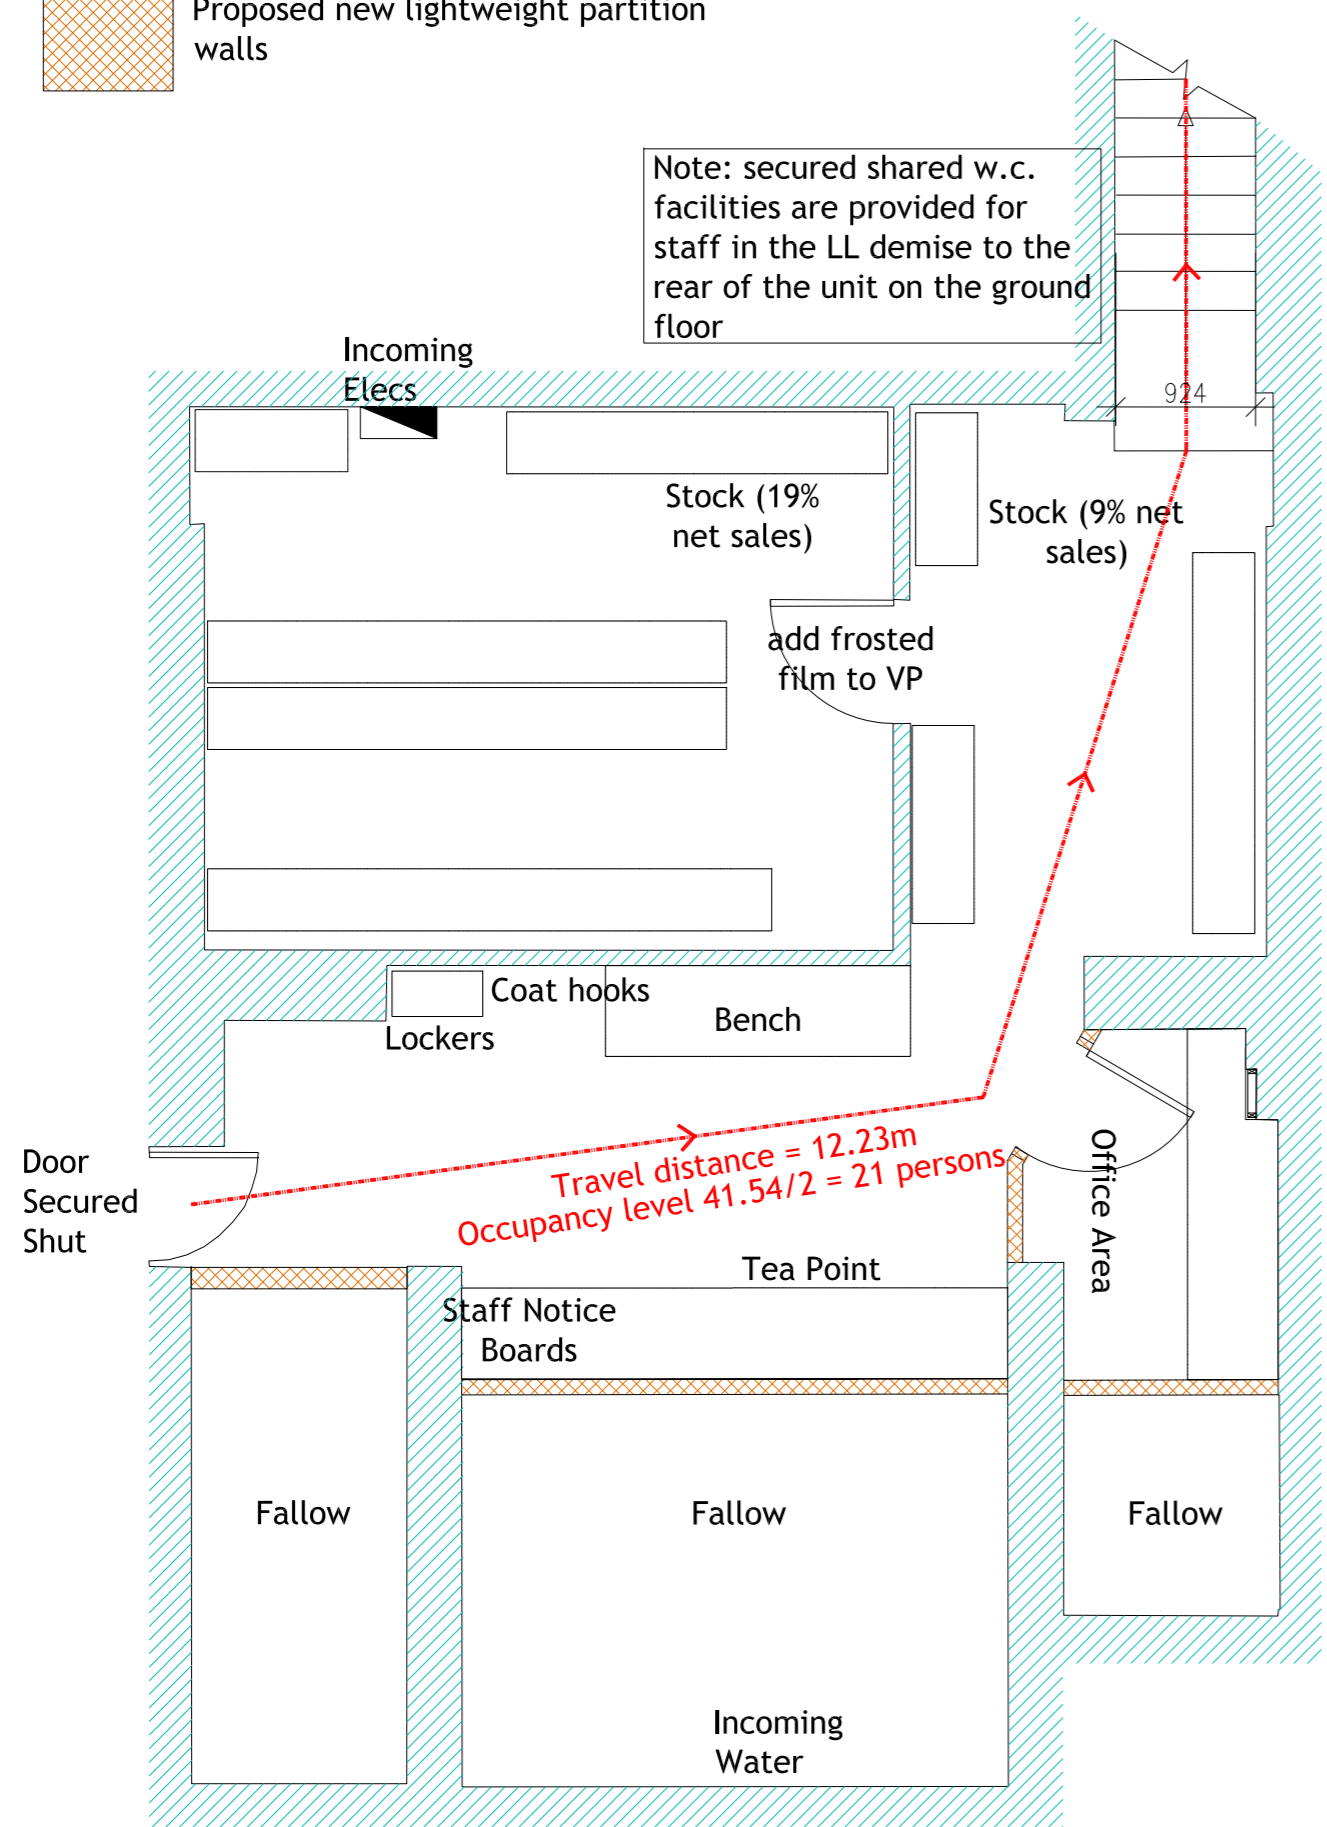 Proposed new lightweight partition
walls
Note: secured shared w.c.
facilities are provided for
staff in the LL demise to the
rear of the unit on the ground
floor
Incoming
Elecs
924
Stock (19%
net sales)
Stock (9% net
sales)
add frosted
film to VP
Coat hooks
Lockers
Bench
Door
Secured
Shut
Travel distance = 12.23m
Occupancy level 41.54/2 = 21 persons
Office Area
Tea Point
Staff Notice
Boards
Fallow
Fallow
Fallow
Incoming
Water